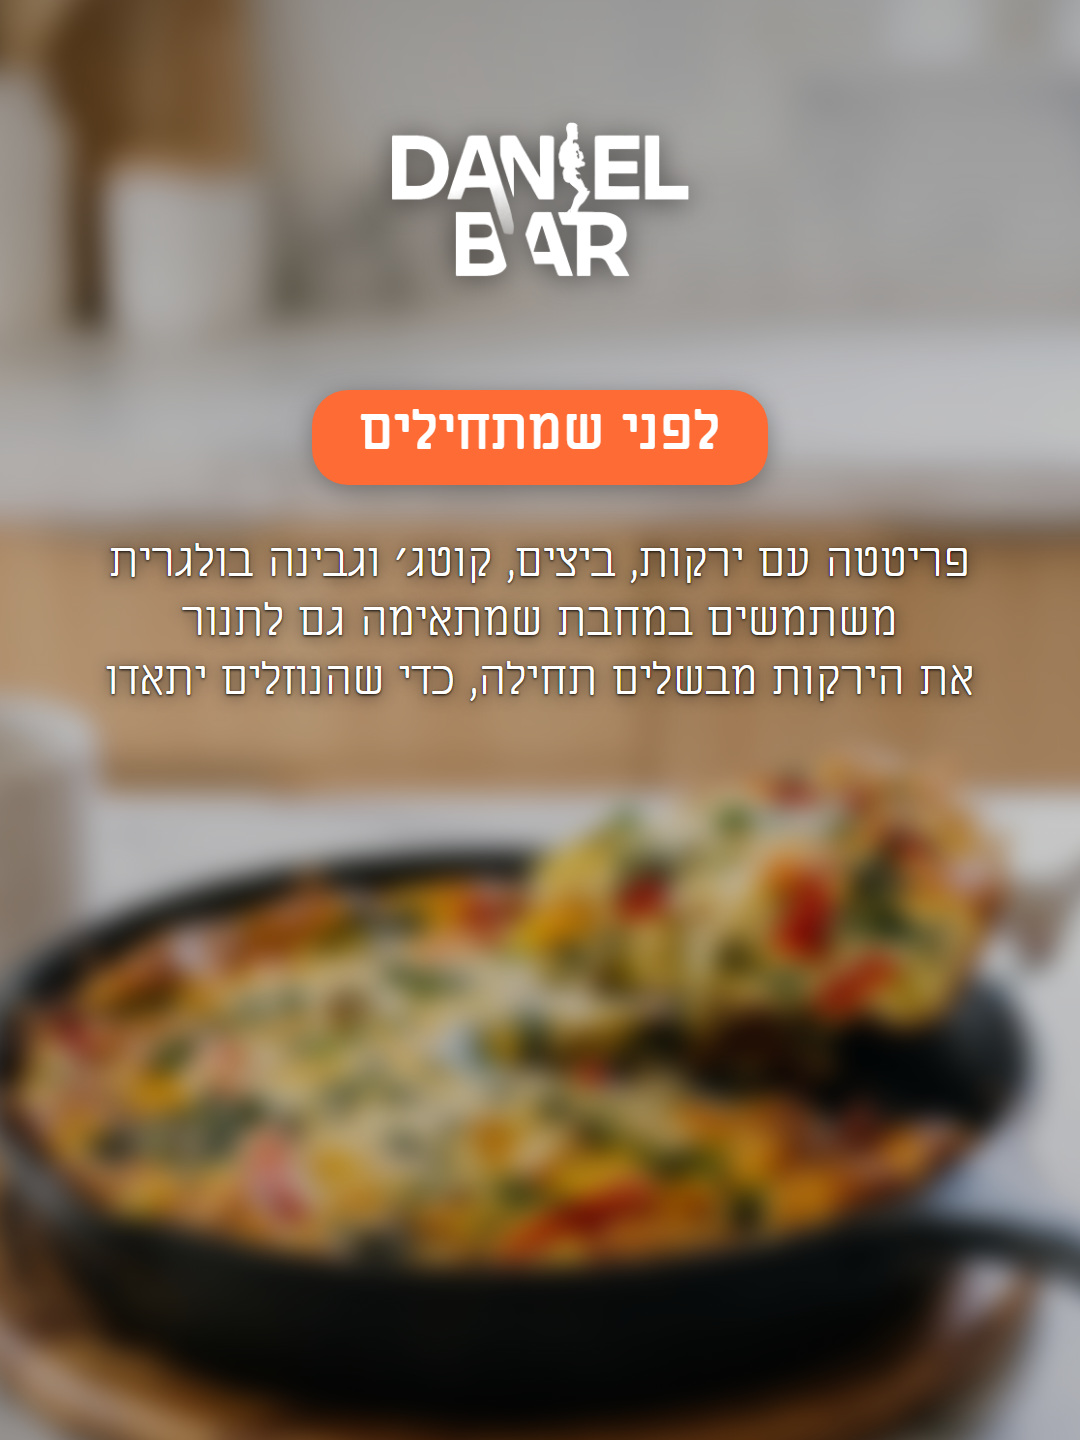 DANIEL
BAR
לפני שמתחילים
פריטטה עם ירקות, ביצים, קוטג׳ וגבינה בולגרית
משתמשים במחבת שמתאימה גם לתנור
את הירקות מבשלים תחילה, כדי שהנוזלים יתאדו